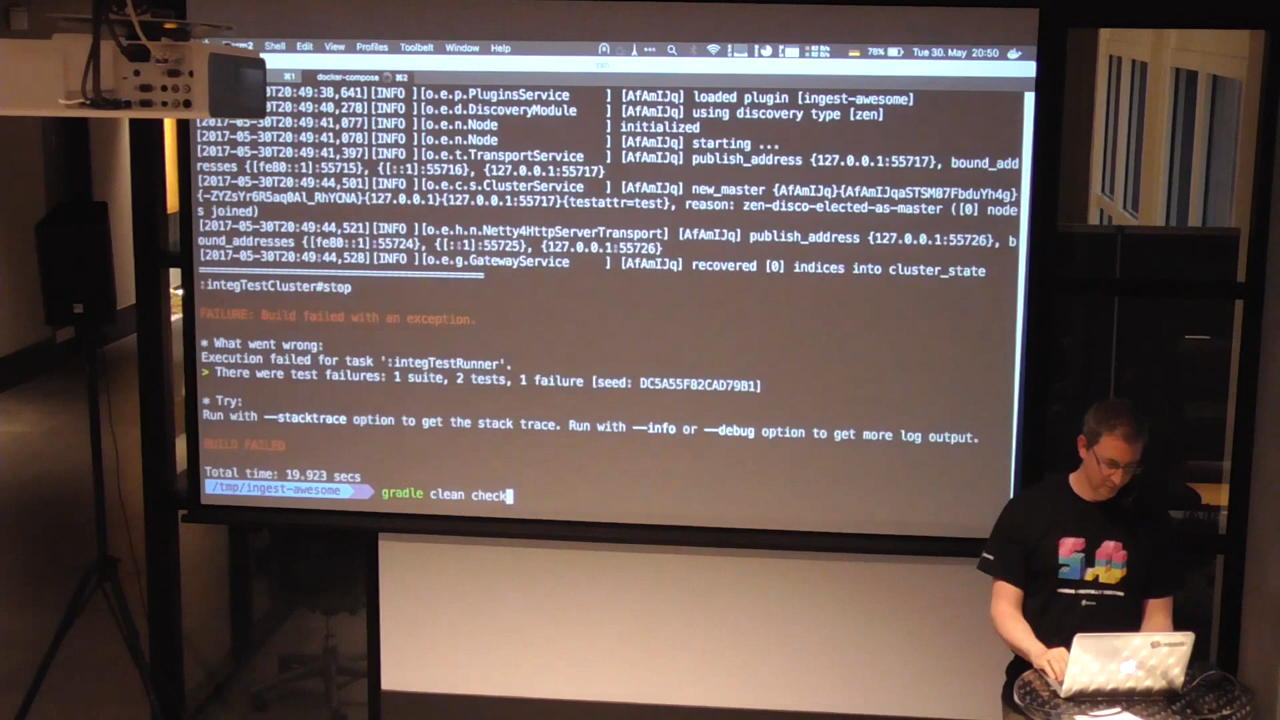 Shell Edit View Profiles Toolbelt Window Help 78% Tue 30. May 20:50
⌘1 docker-compose ⌘2
0T20:49:38,641][INFO ][o.e.p.PluginsService ] [AfAmIJq] loaded plugin [ingest-awesome]
0T20:49:40,278][INFO ][o.e.d.DiscoveryModule ] [AfAmIJq] using discovery type [zen]
[2017-05-30T20:49:41,077][INFO ][o.e.n.Node ] initialized
[2017-05-30T20:49:41,078][INFO ][o.e.n.Node ] [AfAmIJq] starting ...
[2017-05-30T20:49:41,397][INFO ][o.e.t.TransportService ] [AfAmIJq] publish_address {127.0.0.1:55717}, bound_add
resses {[fe80::1]:55715}, {[::1]:55716}, {127.0.0.1:55717}
[2017-05-30T20:49:44,501][INFO ][o.e.c.s.ClusterService ] [AfAmIJq] new_master {AfAmIJq}{AfAmIJqaSTSM87FbduYh4g}
{-ZYZsYr6R5aq0Al_RhYCNA}{127.0.0.1}{127.0.0.1:55717}{testattr=test}, reason: zen-disco-elected-as-master ([0] node
s joined)
[2017-05-30T20:49:44,521][INFO ][o.e.h.n.Netty4HttpServerTransport] [AfAmIJq] publish_address {127.0.0.1:55726}, b
ound_addresses {[fe80::1]:55724}, {[::1]:55725}, {127.0.0.1:55726}
[2017-05-30T20:49:44,528][INFO ][o.e.g.GatewayService ] [AfAmIJq] recovered [0] indices into cluster_state
:integTestCluster#stop
FAILURE: Build failed with an exception.
* What went wrong:
Execution failed for task ':integTestRunner'.
> There were test failures: 1 suite, 2 tests, 1 failure [seed: DC5A55F82CAD79B1]
* Try:
Run with --stacktrace option to get the stack trace. Run with --info or --debug option to get more log output.
BUILD FAILED
Total time: 19.923 secs
/tmp/ingest-awesome gradle clean check
5.0